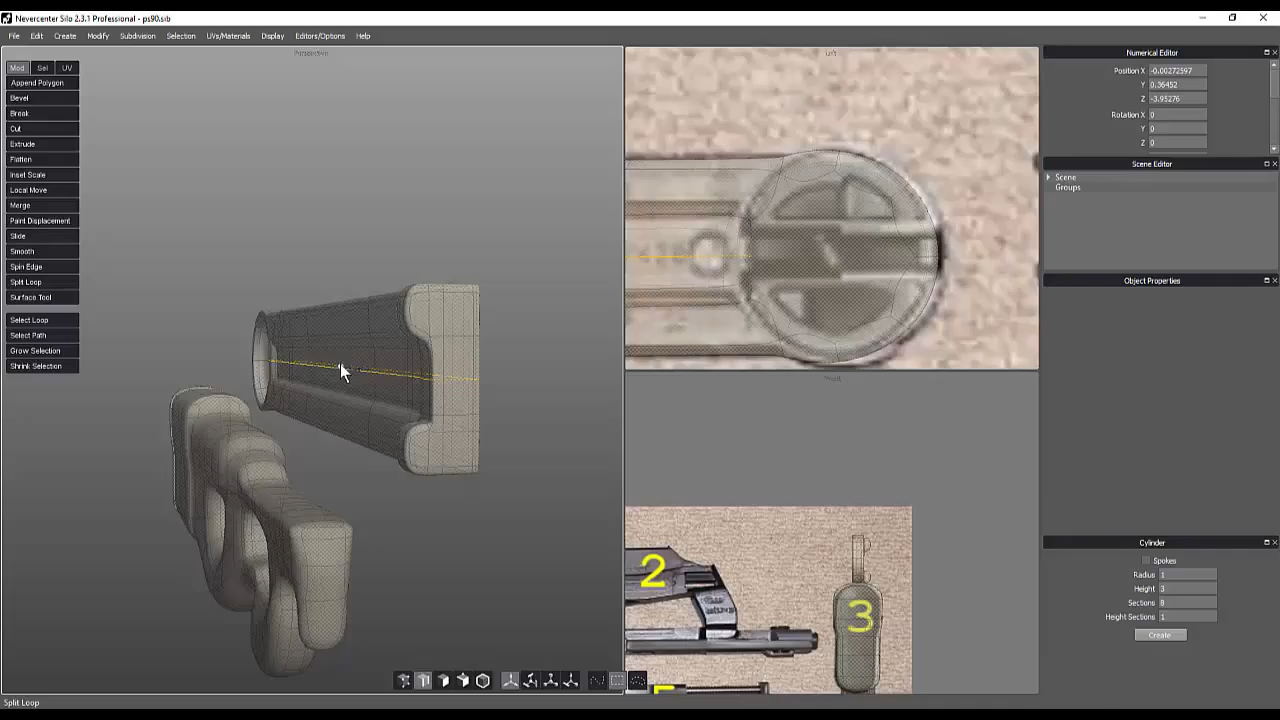 Nevercenter Silo 2.3.1 Professional - ps90.sib
File Edit Create Modify Subdivision Selection UVs/Materials Display Editors/Options Help
Perspective
Mod Sel UV
Append Polygon
Bevel
Break
Cut
Extrude
Flatten
Inset Scale
Local Move
Merge
Paint Displacement
Slide
Smooth
Spin Edge
Split Loop
Surface Tool
Select Loop
Select Path
Grow Selection
Shrink Selection
Left
Front
2
3
Numerical Editor
Position X -0.00272597
Y 0.36452
Z -3.95276
Rotation X 0
Y 0
Z 0
Scene Editor
Scene
Groups
Object Properties
Cylinder
Spokes
Radius 1
Height 3
Sections 8
Height Sections 1
Create
Split Loop